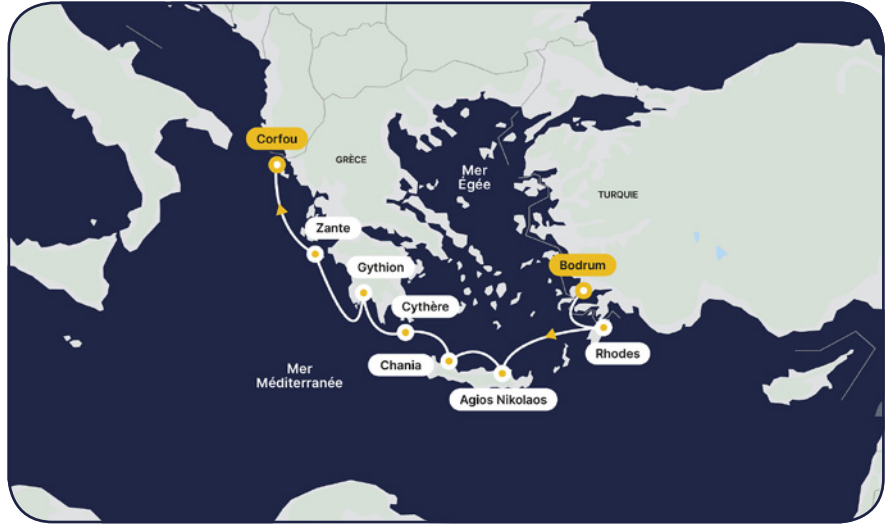 Corfou
GRÈCE
Mer
Égée
TURQUIE
Zante
Gythion
Bodrum
Cythère
Rhodes
Chania
Mer
Méditerranée
Agios Nikolaos